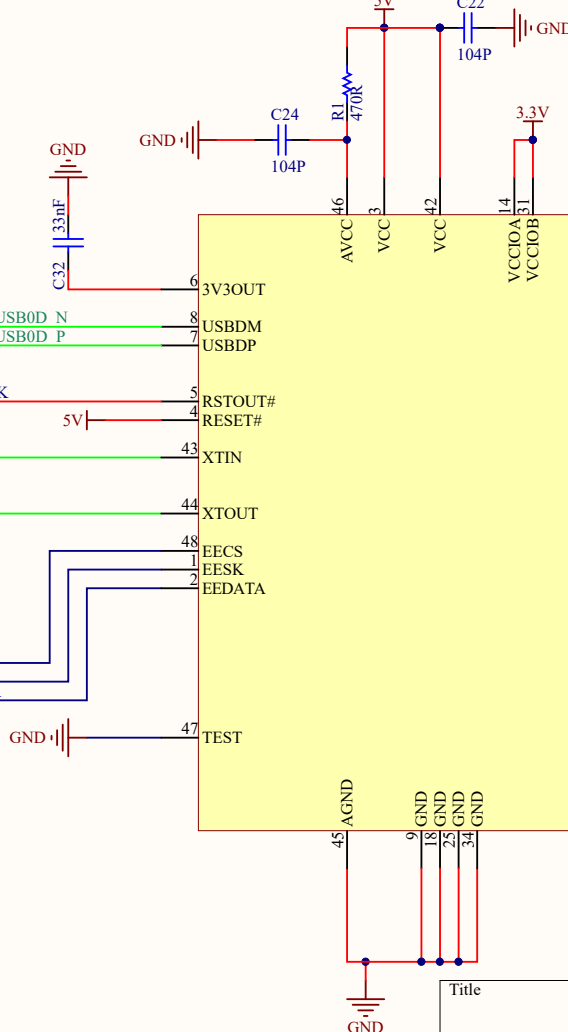 5V
C22
GND
104P
R1
470R
C24
GND
104P
3.3V
GND
33nF
C32
46
3
42
14
31
AVCC
VCC
VCC
VCCIOA
VCCIOB
6
3V3OUT
USB0D_N
8
USBDM
USB0D_P
7
USBDP
K
5
RSTOUT#
5V
4
RESET#
43
XTIN
44
XTOUT
48
EECS
1
EESK
2
EEDATA
GND
47
TEST
AGND
GND
GND
GND
GND
45
9
18
25
34
Title
GND